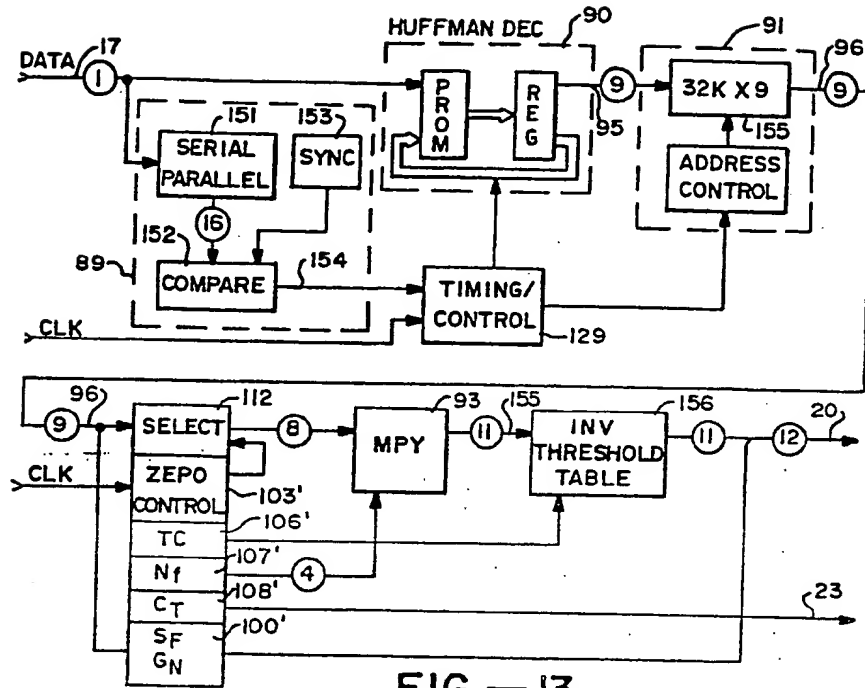 HUFFMAN DEC
90
91
96
DATA
17
1
PROM
REG
9
95
32K X 9
9
155
151
153
SERIAL
PARALLEL
SYNC
ADDRESS
CONTROL
16
152
154
89
COMPARE
TIMING/
CONTROL
129
CLK
9
96
112
SELECT
8
93
MPY
11
155
156
INV
THRESHOLD
TABLE
11
12
20
CLK
ZEPO
CONTROL
103'
106'
TC
107'
Nf
4
108'
CT
23
100'
SF
GN
FIG — 13